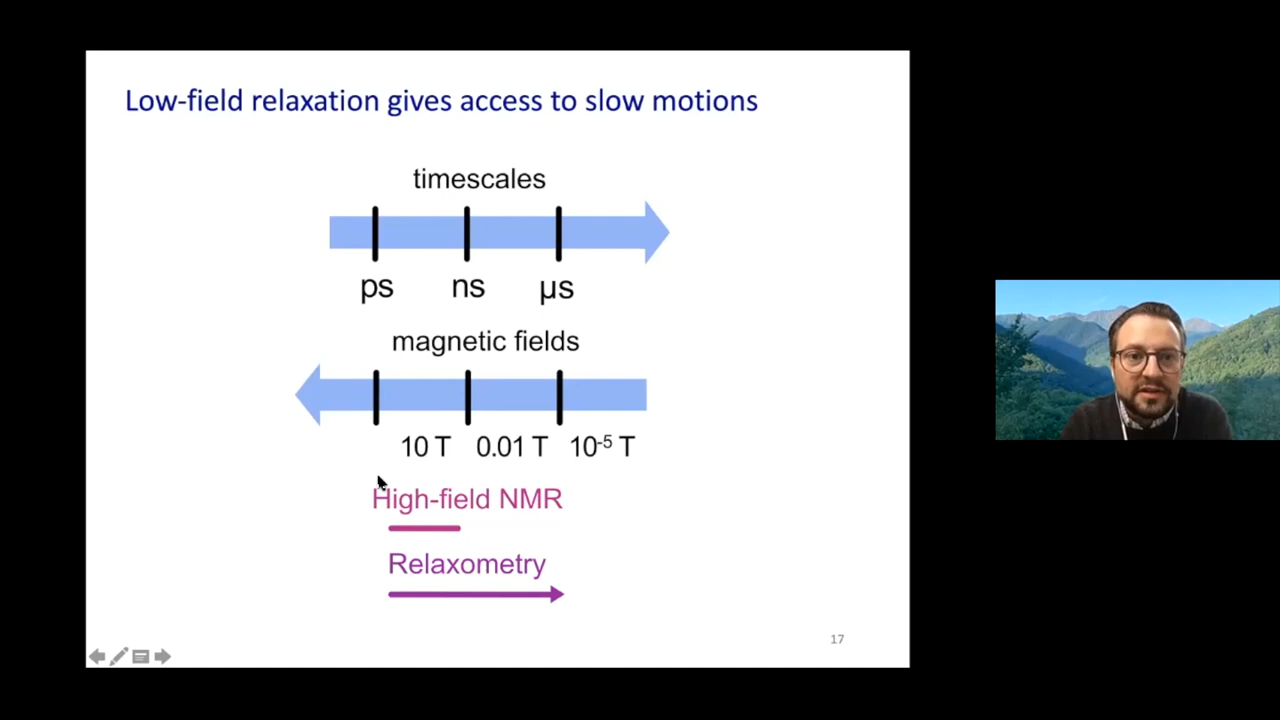 Low-field relaxation gives access to slow motions
timescales
ps ns μs
magnetic fields
10 T 0.01 T 10⁻⁵ T
High-field NMR
Relaxometry
17